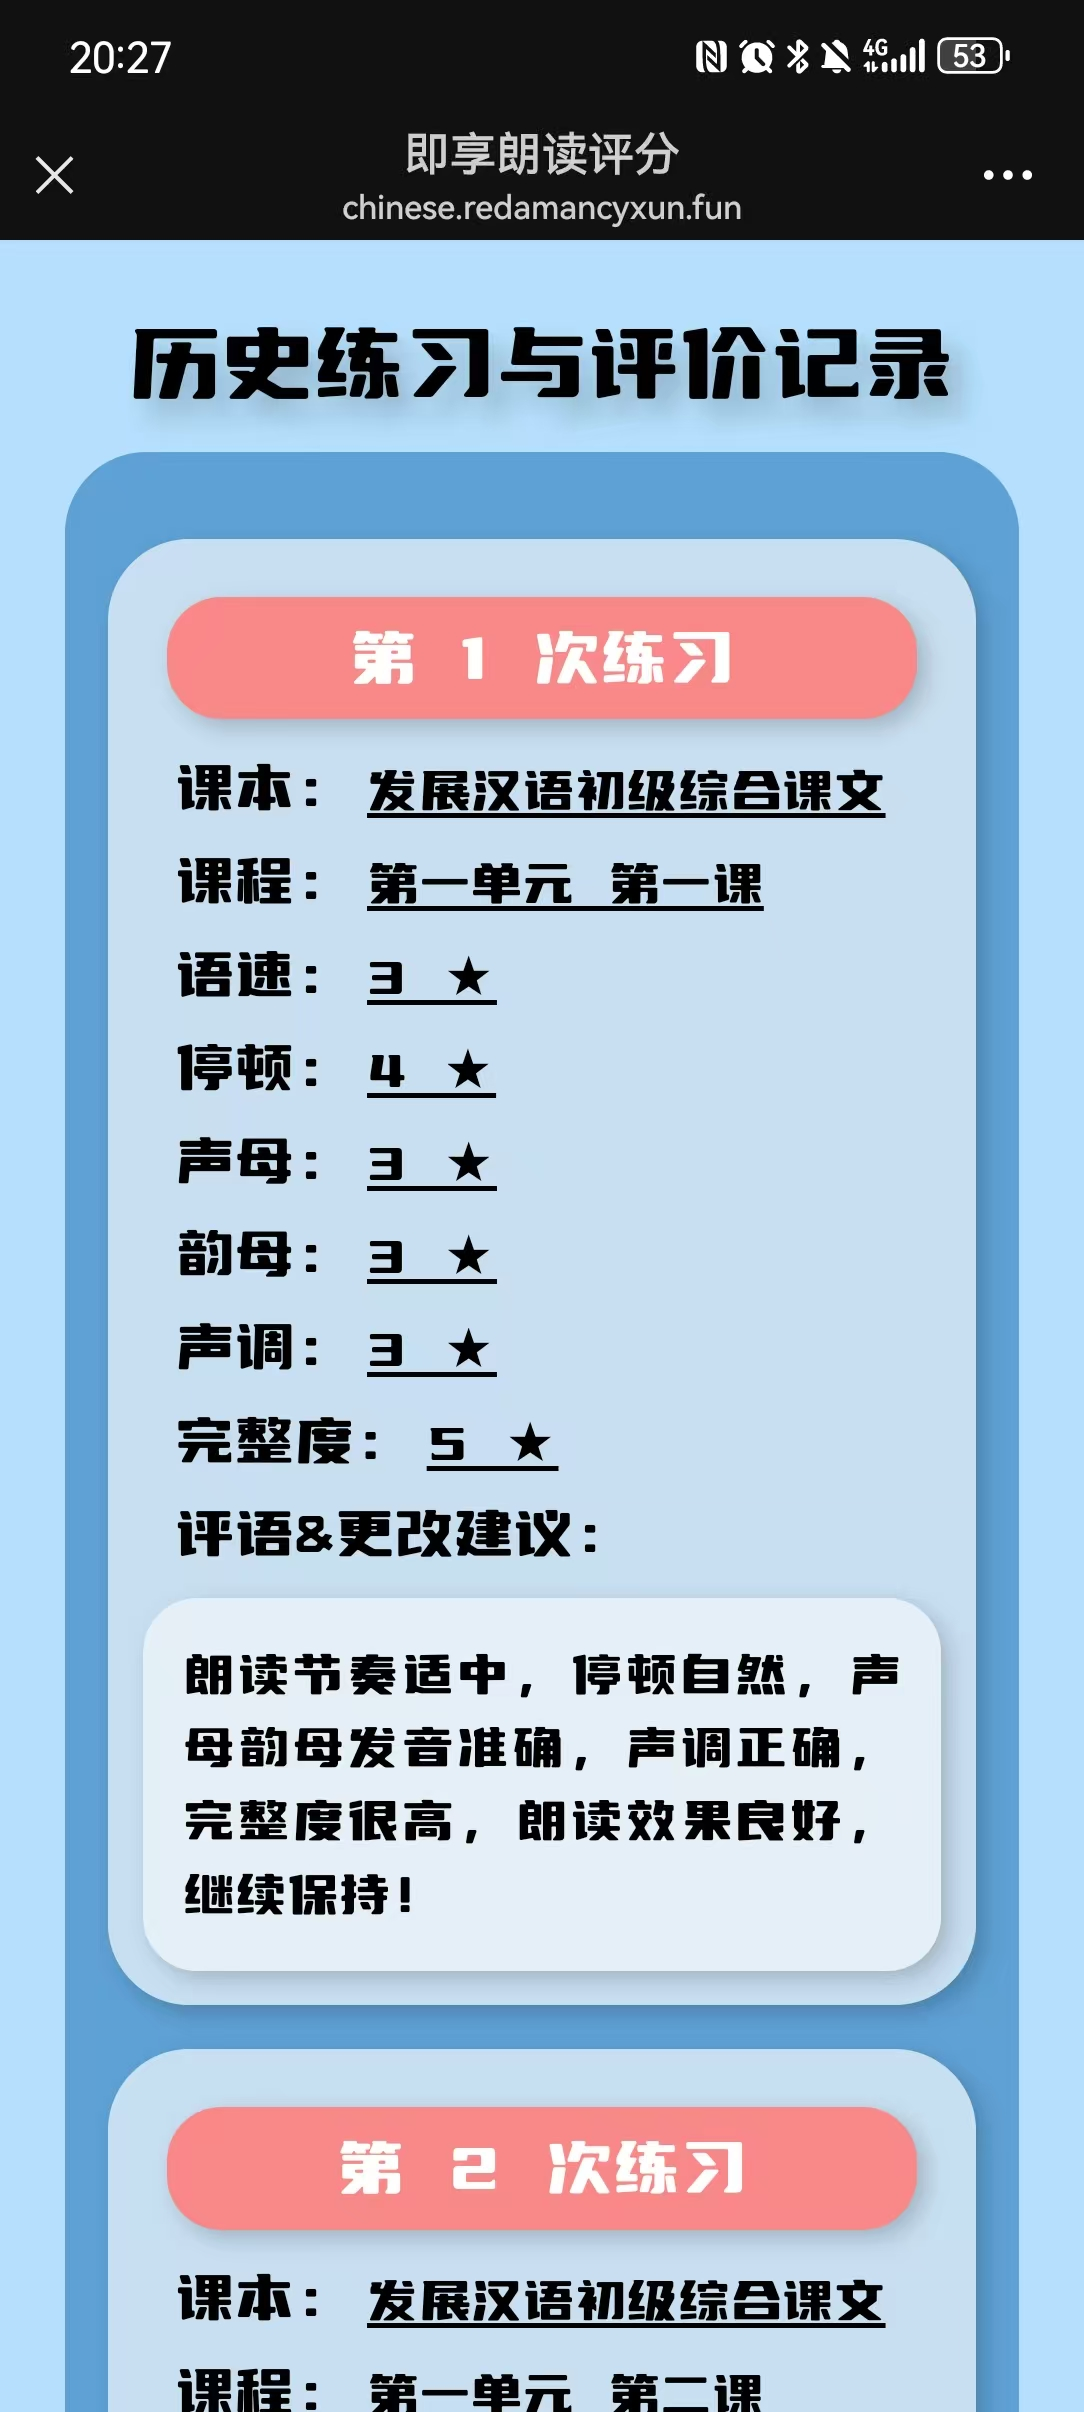 20:27
4G
53
即享朗读评分
chinese.redamancyxun.fun
历史练习与评价记录
第 1 次练习
课本： 发展汉语初级综合课文
课程： 第一单元 第一课
语速： 3 ★
停顿： 4 ★
声母： 3 ★
韵母： 3 ★
声调： 3 ★
完整度： 5 ★
评语&更改建议：
朗读节奏适中，停顿自然，声
母韵母发音准确，声调正确，
完整度很高，朗读效果良好，
继续保持！
第 2 次练习
课本： 发展汉语初级综合课文
课程： 第一单元 第二课